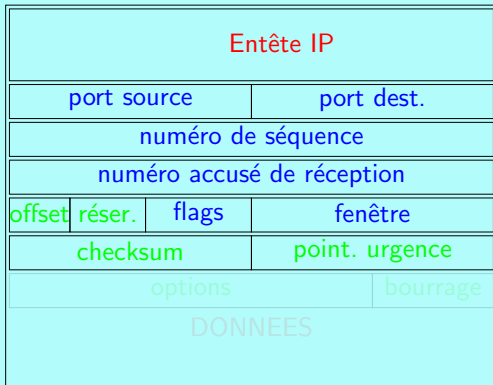 Entête IP
port source port dest.
numéro de séquence
numéro accusé de réception
offset réser. flags fenêtre
checksum point. urgence
options bourrage
DONNEES